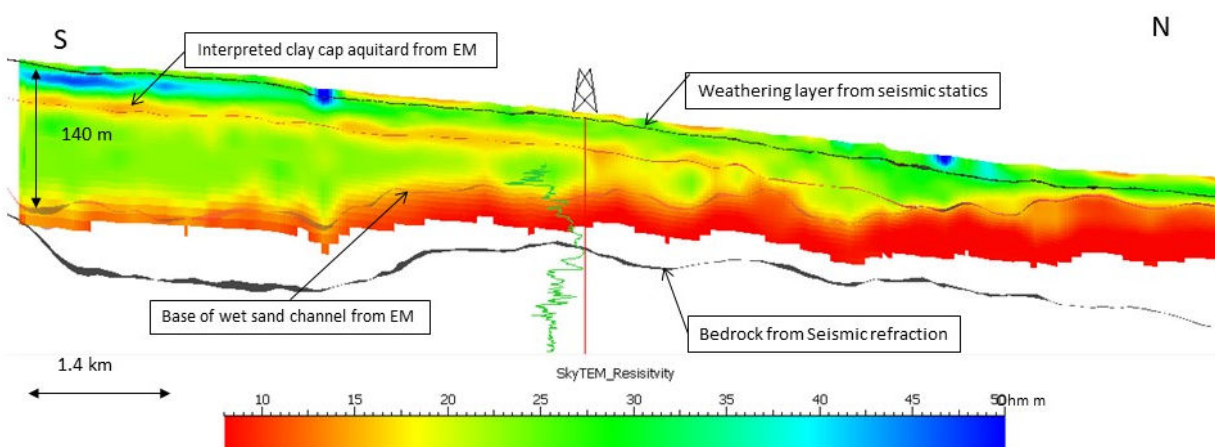 S
N
Interpreted clay cap aquitard from EM
Weathering layer from seismic statics
140 m
Base of wet sand channel from EM
Bedrock from Seismic refraction
1.4 km
SkyTEM_Resisitvity
10 15 20 25 30 35 40 45 50 hm m